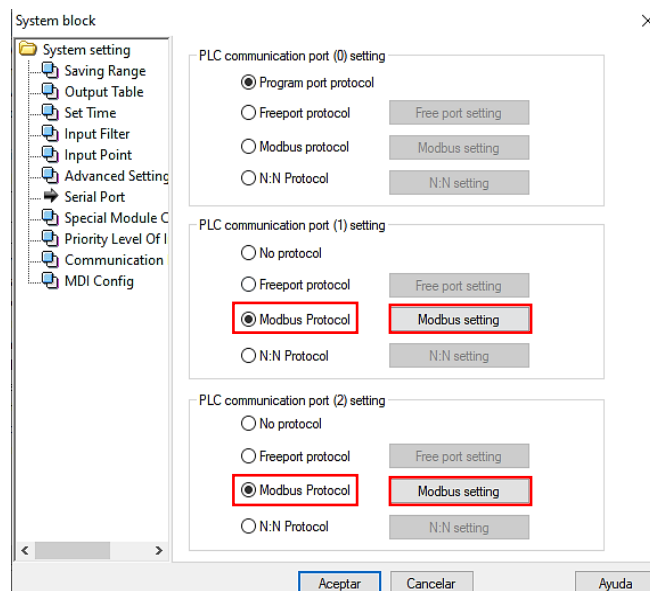 System block
System setting
Saving Range
Output Table
Set Time
Input Filter
Input Point
Advanced Setting
Serial Port
Special Module C
Priority Level Of I
Communication
MDI Config
PLC communication port (0) setting
Program port protocol
Freeport protocol
Free port setting
Modbus protocol
Modbus setting
N:N Protocol
N:N setting
PLC communication port (1) setting
No protocol
Freeport protocol
Free port setting
Modbus Protocol
Modbus setting
N:N Protocol
N:N setting
PLC communication port (2) setting
No protocol
Freeport protocol
Free port setting
Modbus Protocol
Modbus setting
N:N Protocol
N:N setting
Aceptar
Cancelar
Ayuda